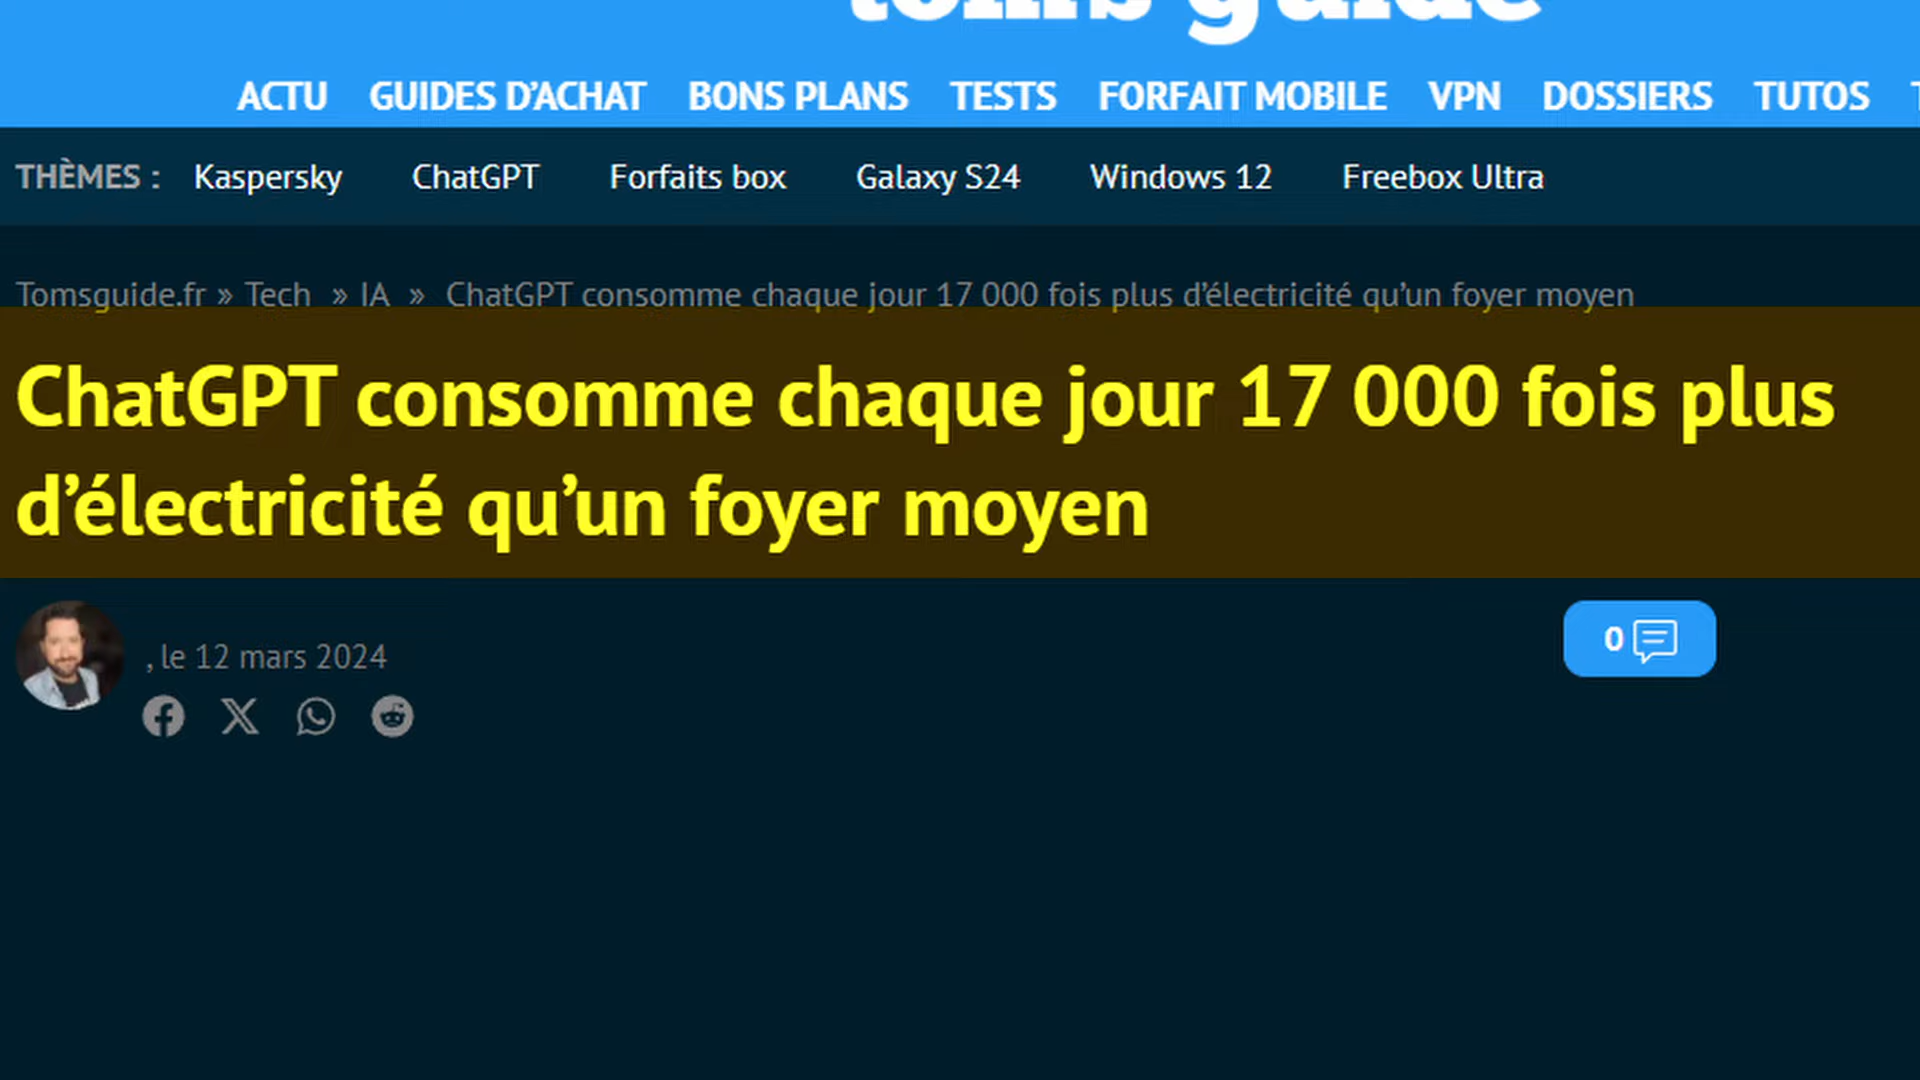 tom's guide
ACTU GUIDES D'ACHAT BONS PLANS TESTS FORFAIT MOBILE VPN DOSSIERS TUTOS
THÈMES : Kaspersky ChatGPT Forfaits box Galaxy S24 Windows 12 Freebox Ultra
Tomsguide.fr » Tech » IA » ChatGPT consomme chaque jour 17 000 fois plus d’électricité qu’un foyer moyen
ChatGPT consomme chaque jour 17 000 fois plus
d’électricité qu’un foyer moyen
, le 12 mars 2024
0